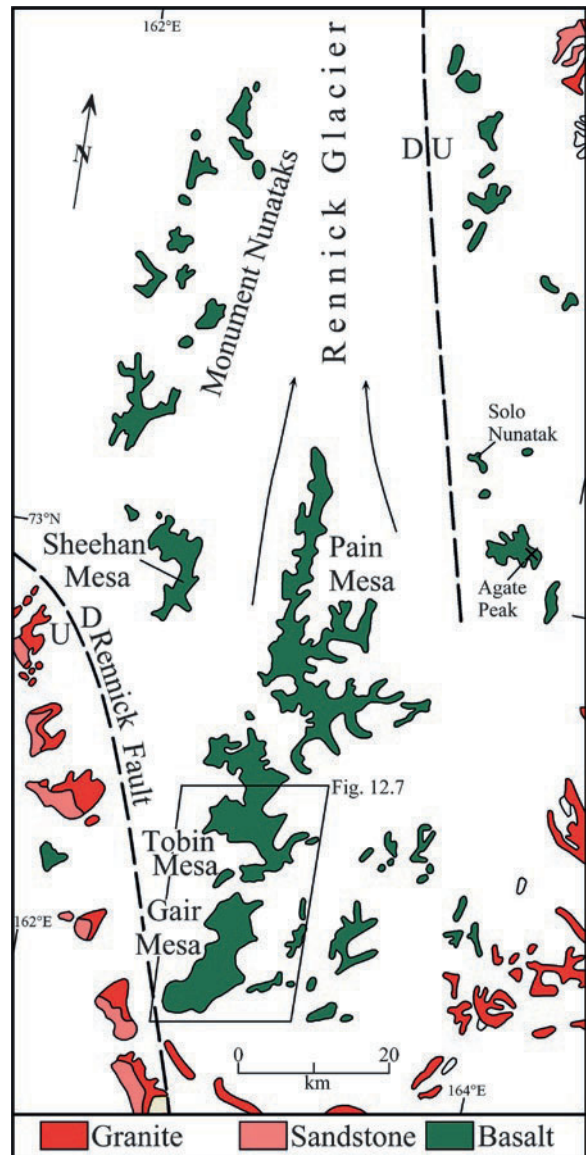 162°E
N
Rennick Glacier
D U
Monument Nunataks
Solo
Nunatak
73°N
Sheehan
Mesa
Pain
Mesa
Agate
Peak
U D
Rennick Fault
Fig. 12.7
Tobin
Mesa
Gair
Mesa
162°E
0 20
km
164°E
Granite Sandstone Basalt